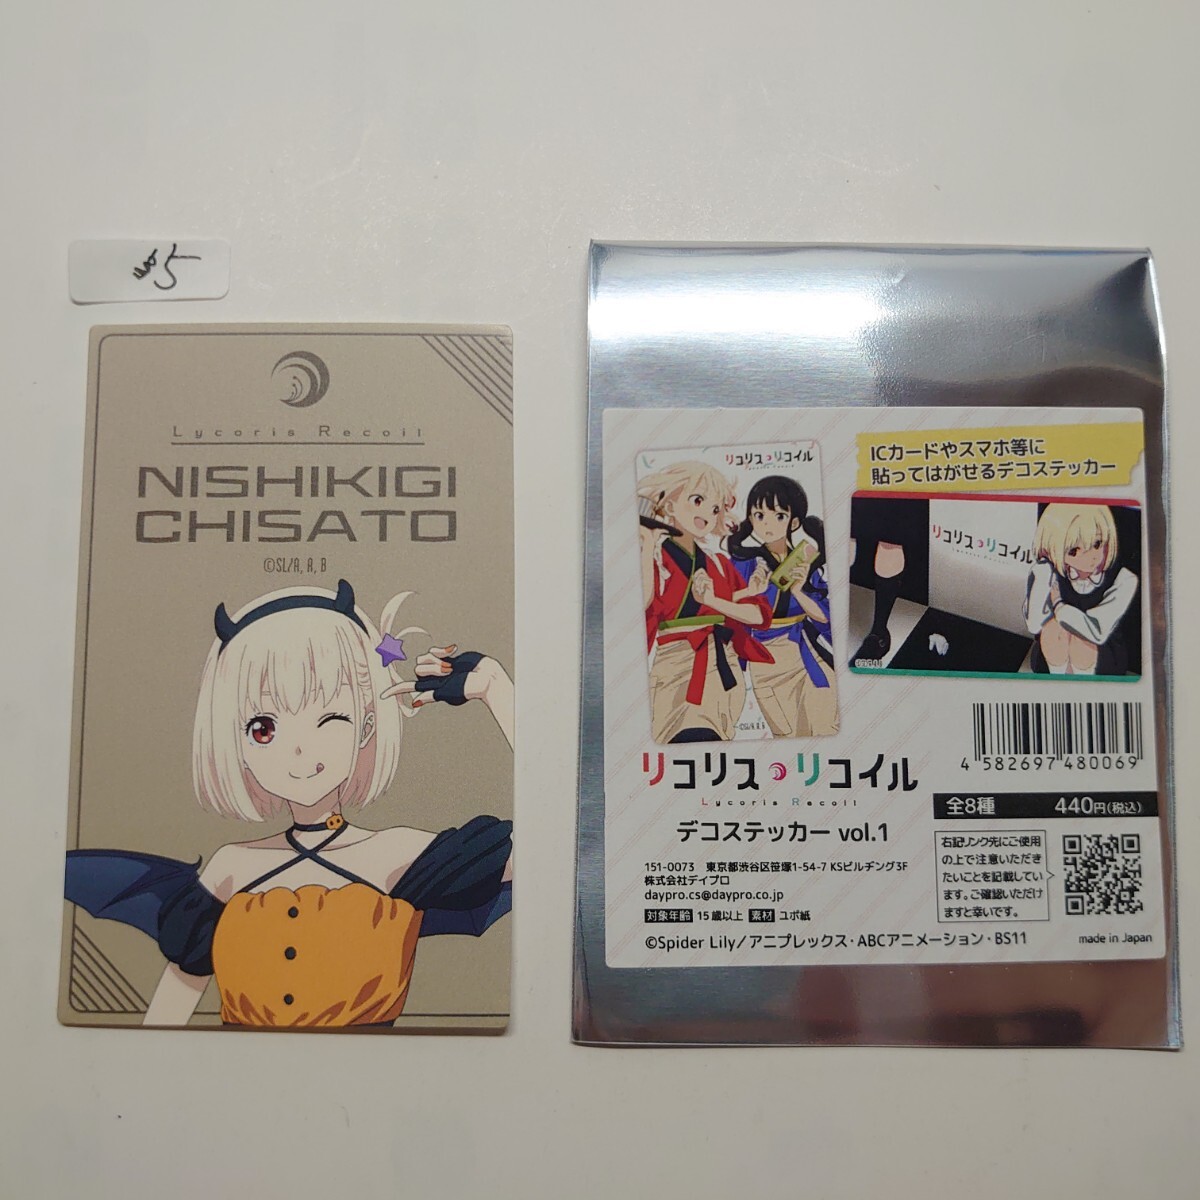 #5
Lycoris Recoil
NISHIKIGI
CHISATO
©SL/A, A, B
リコリス・リコイル
Lycoris Recoil
©SL/A, A, B
ICカードやスマホ等に
貼ってはがせるデコステッカー
リコリス・リコイル
Lycoris Recoil
4 582697 480069
リコリス・リコイル
Lycoris Recoil
デコステッカー vol.1
全8種 440円(税込)
右記リンク先にご使用
の上で注意いただき
たいことを記載してい
ます。ご確認いただけ
ますと幸いです。
151-0073 東京都渋谷区笹塚1-54-7 KSビルヂング3F
株式会社デイプロ
daypro.cs@daypro.co.jp
対象年齢 15歳以上 素材 ユポ紙
©Spider Lily／アニプレックス・ABCアニメーション・BS11
made in Japan